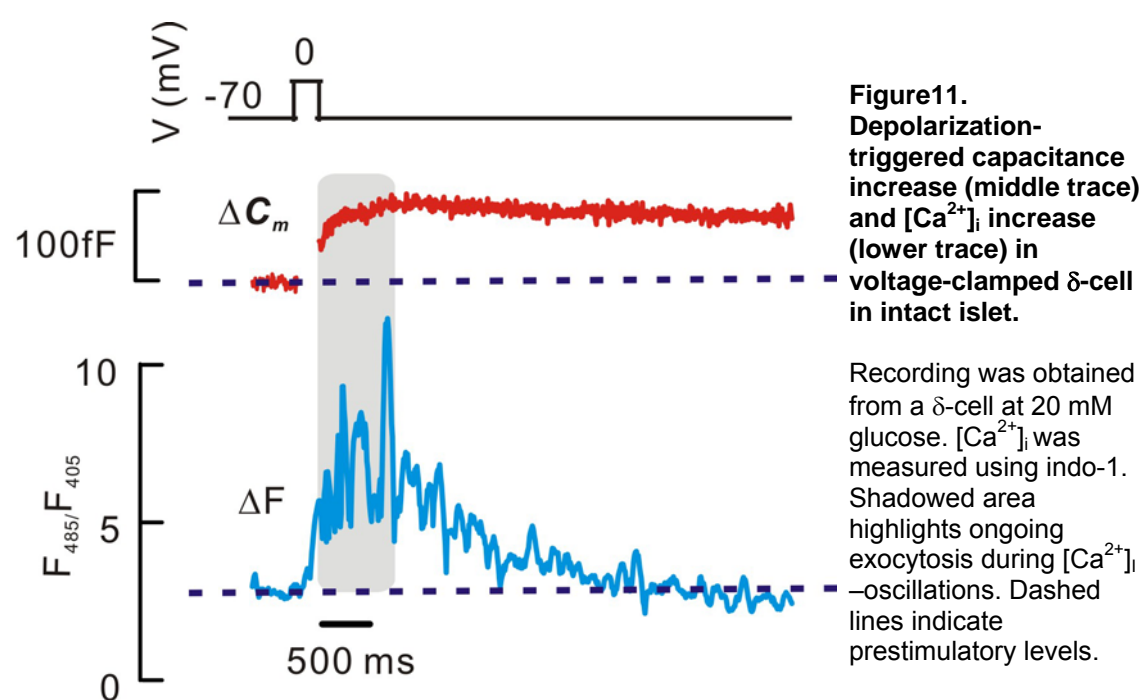 V (mV)
0
-70
ΔCm
100fF
10
5
0
F485/F405
ΔF
500 ms
Figure11.
Depolarization-
triggered capacitance
increase (middle trace)
and [Ca2+]i increase
(lower trace) in
voltage-clamped δ-cell
in intact islet.
Recording was obtained
from a δ-cell at 20 mM
glucose. [Ca2+]i was
measured using indo-1.
Shadowed area
highlights ongoing
exocytosis during [Ca2+]I
–oscillations. Dashed
lines indicate
prestimulatory levels.